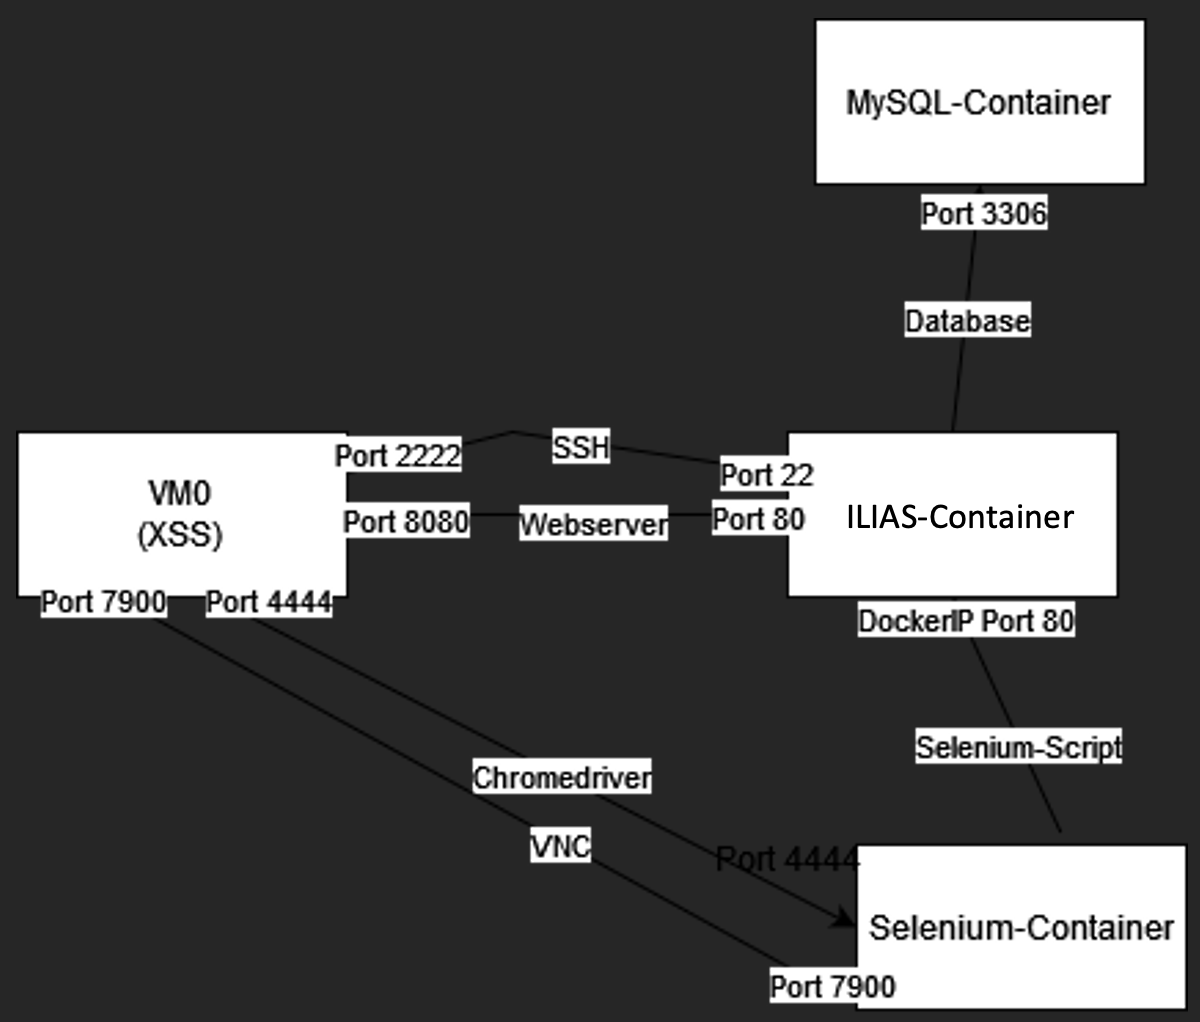 MySQL-Container
Port 3306
Database
Port 2222
SSH
Port 22
VM0
(XSS)
Port 8080
Webserver
Port 80
ILIAS-Container
Port 7900
Port 4444
DockerIP Port 80
Selenium-Script
Chromedriver
VNC
Port 4444
Selenium-Container
Port 7900